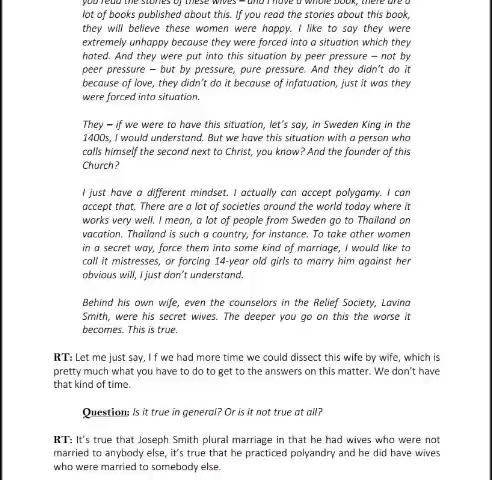 you read the stories of these wives – and I have a whole book, there are a
lot of books published about this. If you read the stories about this book,
they will believe these women were happy. I like to say they were
extremely unhappy because they were forced into a situation which they
hated. And they were put into this situation by peer pressure – not by
peer pressure – but by pressure, pure pressure. And they didn't do it
because of love, they didn't do it because of infatuation, just it was they
were forced into situation.
They – if we were to have this situation, let's say, in Sweden King in the
1400s, I would understand. But we have this situation with a person who
calls himself the second next to Christ, you know? And the founder of this
Church?
I just have a different mindset. I actually can accept polygamy. I can
accept that. There are a lot of societies around the world today where it
works very well. I mean, a lot of people from Sweden go to Thailand on
vacation. Thailand is such a country, for instance. To take other women
in a secret way, force them into some kind of marriage, I would like to
call it mistresses, or forcing 14-year old girls to marry him against her
obvious will, I just don't understand.
Behind his own wife, even the counselors in the Relief Society, Lavina
Smith, were his secret wives. The deeper you go on this the worse it
becomes. This is true.
RT: Let me just say, I f we had more time we could dissect this wife by wife, which is
pretty much what you have to do to get to the answers on this matter. We don't have
that kind of time.
Question: Is it true in general? Or is it not true at all?
RT: It's true that Joseph Smith plural marriage in that he had wives who were not
married to anybody else, it's true that he practiced polyandry and he did have wives
who were married to somebody else.